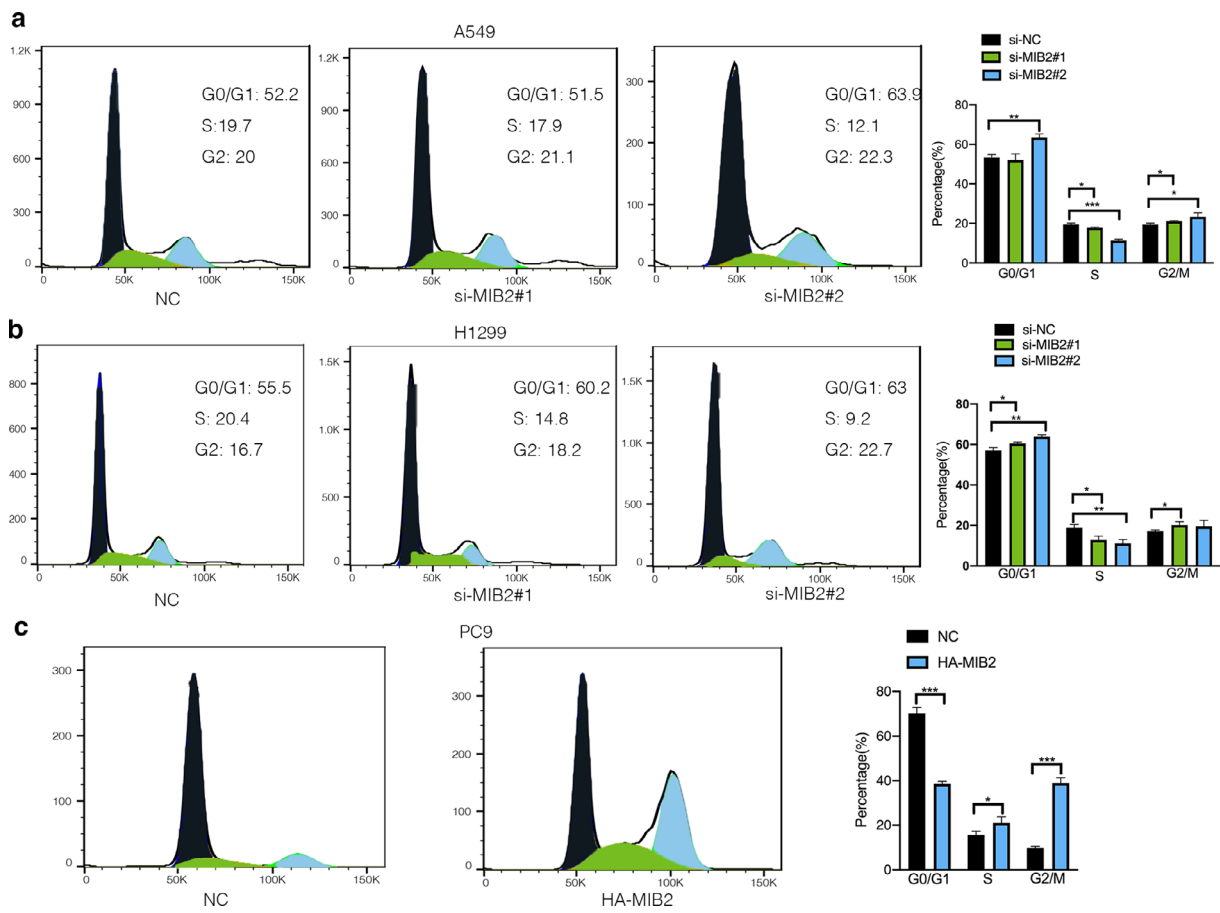 a
A549
1.2K
900
600
300
0
0
50K
100K
150K
G0/G1: 52.2
S:19.7
G2: 20
NC
1.2K
900
600
300
0
0
50K
100K
150K
G0/G1: 51.5
S: 17.9
G2: 21.1
si-MIB2#1
300
200
100
0
0
50K
100K
150K
G0/G1: 63.9
S: 12.1
G2: 22.3
si-MIB2#2
si-NC
si-MIB2#1
si-MIB2#2
Percentage(%)
80
60
40
20
0
**
*
***
*
*
G0/G1
S
G2/M
b
H1299
800
600
400
200
0
0
50K
100K
150K
G0/G1: 55.5
S: 20.4
G2: 16.7
NC
1.5K
1.0K
500
0
0
50K
100K
150K
G0/G1: 60.2
S: 14.8
G2: 18.2
si-MIB2#1
1.5K
1.0K
500
0
0
50K
100K
150K
G0/G1: 63
S: 9.2
G2: 22.7
si-MIB2#2
si-NC
si-MIB2#1
si-MIB2#2
Percentage(%)
80
60
40
20
0
*
**
*
**
*
G0/G1
S
G2/M
c
PC9
300
200
100
0
0
50K
100K
150K
NC
300
200
100
0
0
50K
100K
150K
HA-MIB2
NC
HA-MIB2
Percentage(%)
80
60
40
20
0
***
*
***
G0/G1
S
G2/M